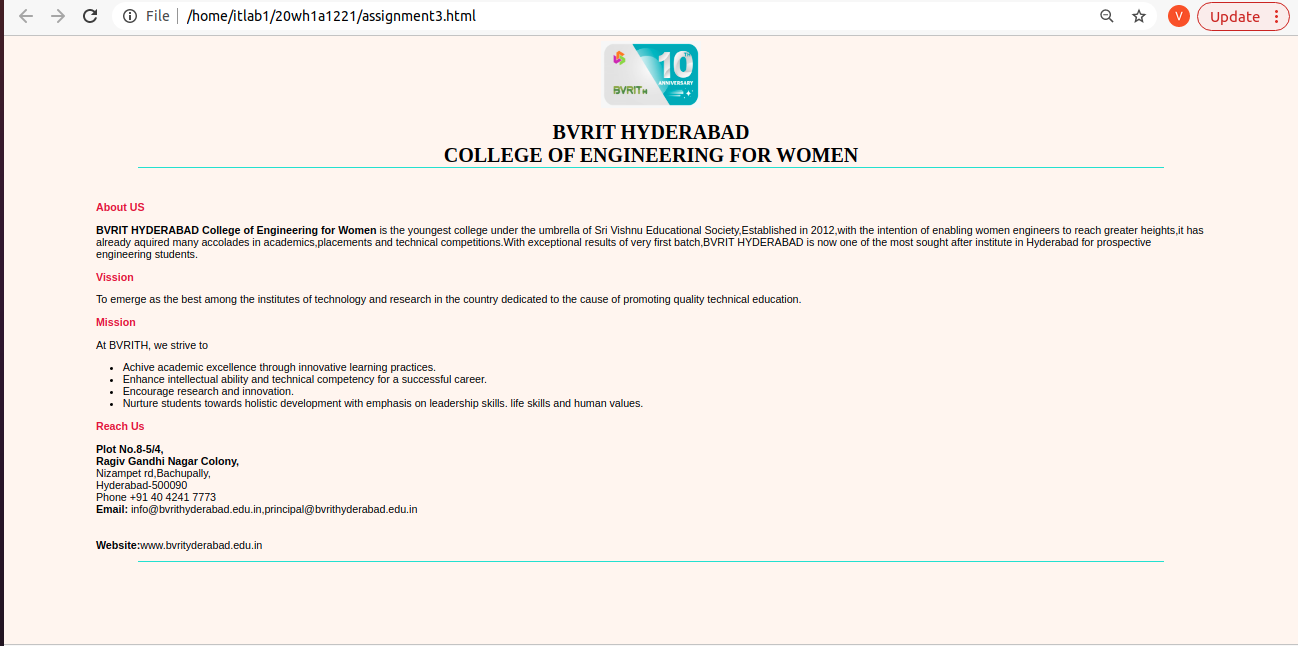 File /home/itlab1/20wh1a1221/assignment3.html V Update
10
ANNIVERSARY
BVRIT H
BVRIT HYDERABAD
COLLEGE OF ENGINEERING FOR WOMEN
About US
BVRIT HYDERABAD College of Engineering for Women is the youngest college under the umbrella of Sri Vishnu Educational Society,Established in 2012,with the intention of enabling women engineers to reach greater heights,it has
already aquired many accolades in academics,placements and technical competitions.With exceptional results of very first batch,BVRIT HYDERABAD is now one of the most sought after institute in Hyderabad for prospective
engineering students.
Vission
To emerge as the best among the institutes of technology and research in the country dedicated to the cause of promoting quality technical education.
Mission
At BVRITH, we strive to
• Achive academic excellence through innovative learning practices.
• Enhance intellectual ability and technical competency for a successful career.
• Encourage research and innovation.
• Nurture students towards holistic development with emphasis on leadership skills. life skills and human values.
Reach Us
Plot No.8-5/4,
Ragiv Gandhi Nagar Colony,
Nizampet rd,Bachupally,
Hyderabad-500090
Phone +91 40 4241 7773
Email: info@bvrithyderabad.edu.in,principal@bvrithyderabad.edu.in
Website:www.bvrityderabad.edu.in